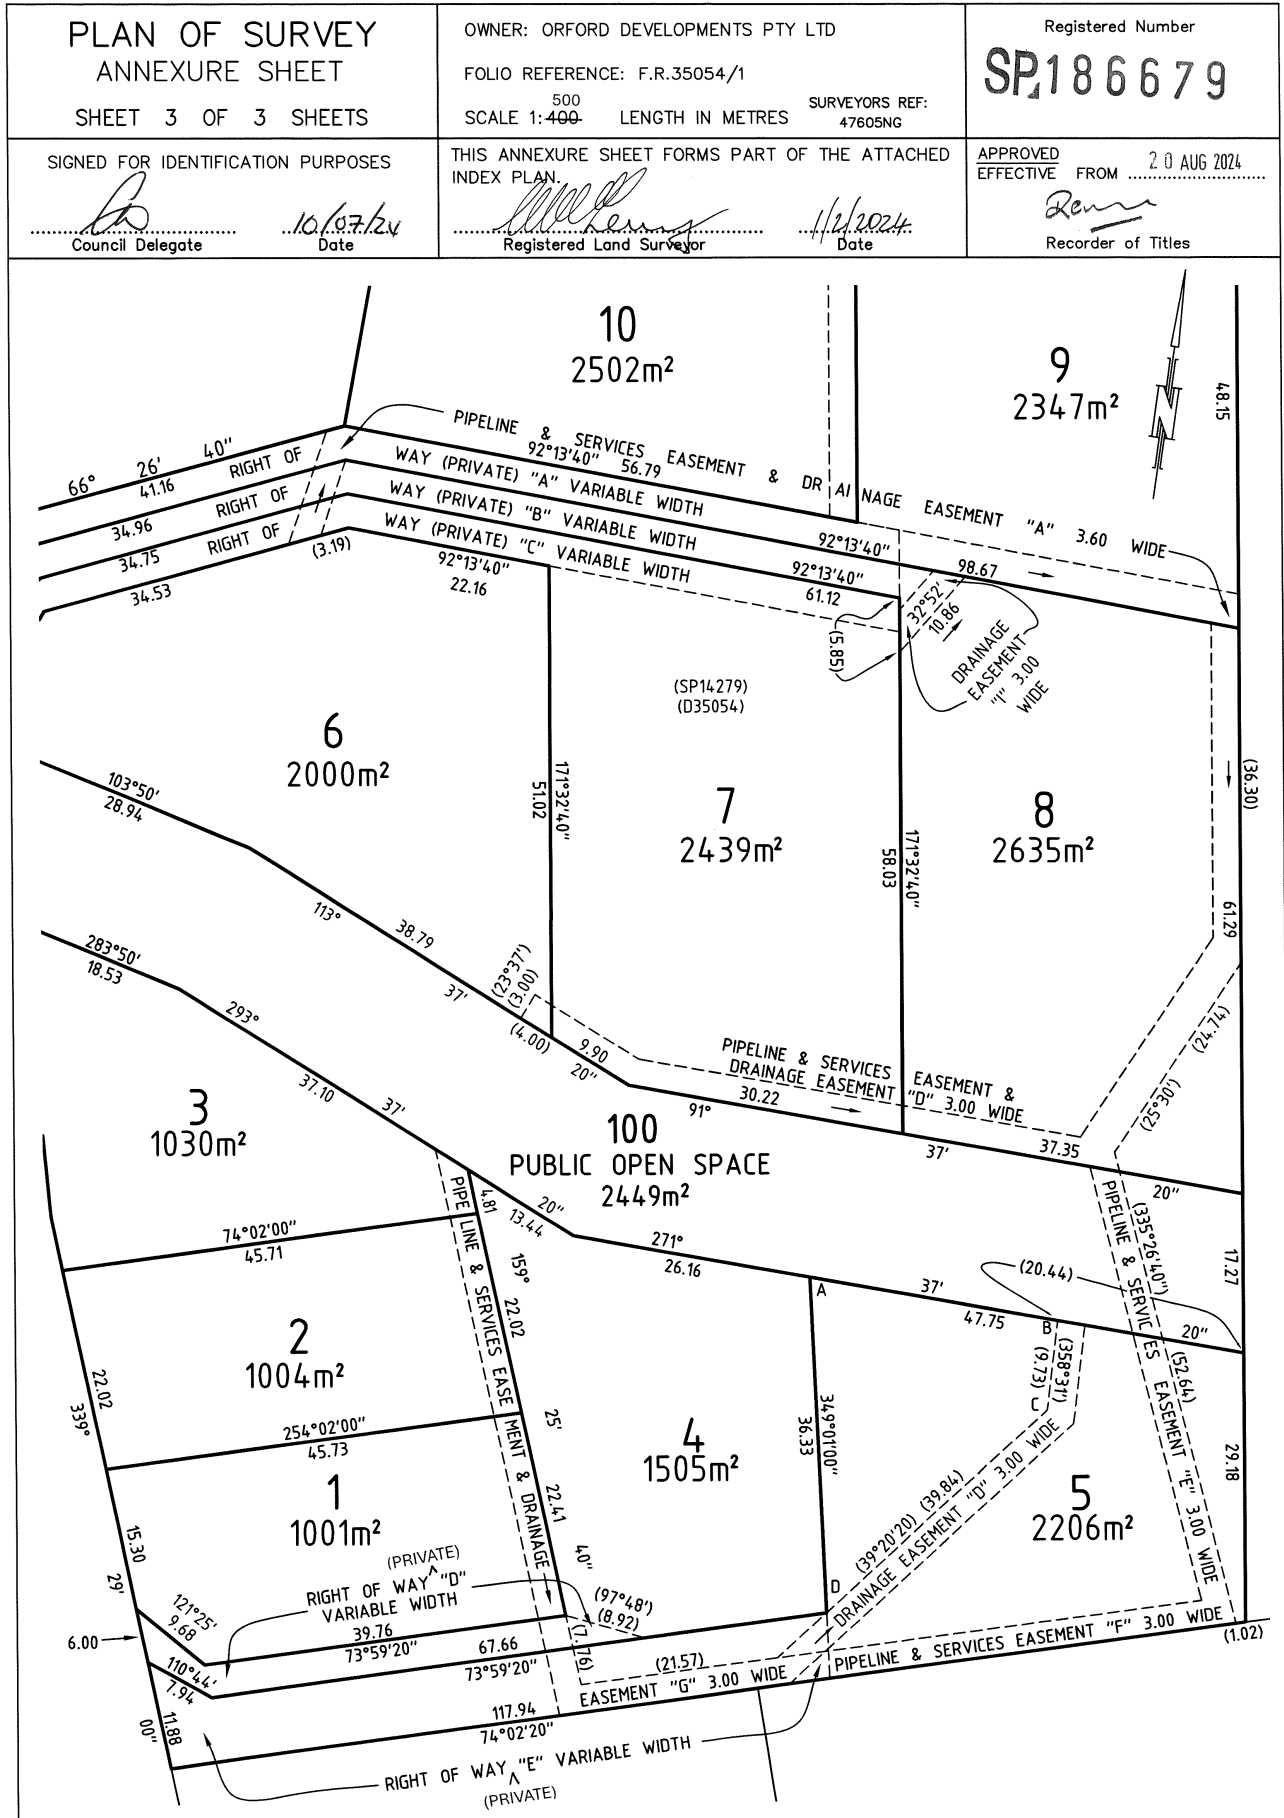 PLAN OF SURVEY
ANNEXURE SHEET
SHEET 3 OF 3 SHEETS
OWNER: ORFORD DEVELOPMENTS PTY LTD
FOLIO REFERENCE: F.R.35054/1
500
SCALE 1:400 LENGTH IN METRES
SURVEYORS REF:
47605NG
Registered Number
SP.186679
SIGNED FOR IDENTIFICATION PURPOSES
10/07/24
Council Delegate Date
THIS ANNEXURE SHEET FORMS PART OF THE ATTACHED
INDEX PLAN.
1/2/2024
Registered Land Surveyor Date
APPROVED
EFFECTIVE FROM 20 AUG 2024
Recorder of Titles
10
2502m²
9
2347m²
48.15
PIPELINE & SERVICES EASEMENT & DRAINAGE EASEMENT "A" 3.60 WIDE
92°13'40" 56.79
66° 26' 40"
41.16
RIGHT OF WAY (PRIVATE) "A" VARIABLE WIDTH
34.96
RIGHT OF WAY (PRIVATE) "B" VARIABLE WIDTH
34.75
RIGHT OF WAY (PRIVATE) "C" VARIABLE WIDTH
34.53
(3.19)
92°13'40"
22.16
92°13'40"
98.67
92°13'40"
61.12
32°52'
10.86
(5.85)
DRAINAGE
EASEMENT
"I" 3.00
WIDE
(SP14279)
(D35054)
6
2000m²
171°32'40"
51.02
7
2439m²
171°32'40"
58.03
8
2635m²
(36.30)
61.29
103°50'
28.94
113° 37' 20"
38.79
(23°37')
(3.00)
(4.00)
9.90
283°50'
18.53
293° 37' 20"
37.10
13.44
PIPELINE & SERVICES EASEMENT &
DRAINAGE EASEMENT "D" 3.00 WIDE
30.22
91° 37' 20"
37.35
(24.74)
(25°30')
3
1030m²
100
PUBLIC OPEN SPACE
2449m²
4.81
74°02'00"
45.71
271° 37' 20"
26.16
47.75
(20.44)
17.27
A
B
C
D
(358°31')
(9.73)
(335°26'40")
(52.64)
PIPELINE & SERVICES EASEMENT "E" 3.00 WIDE
PIPE LINE & SERVICES EASE MENT & DRAINAGE
159° 25' 40"
22.02
22.41
2
1004m²
22.02
339° 29' 00"
254°02'00"
45.73
1
1001m²
15.30
4
1505m²
349°01'00"
36.33
5
2206m²
29.18
(39°20'20) (39.84)
DRAINAGE EASEMENT "D" 3.00 WIDE
(PRIVATE)
RIGHT OF WAY ^ "D"
VARIABLE WIDTH
(97°48')
(8.92)
(7.76)
121°25'
9.68
6.00
39.76
73°59'20"
67.66
73°59'20"
110°44'
7.94
11.88
(21.57)
EASEMENT "G" 3.00 WIDE
PIPELINE & SERVICES EASEMENT "F" 3.00 WIDE
(1.02)
117.94
74°02'20"
RIGHT OF WAY ^ "E" VARIABLE WIDTH
(PRIVATE)